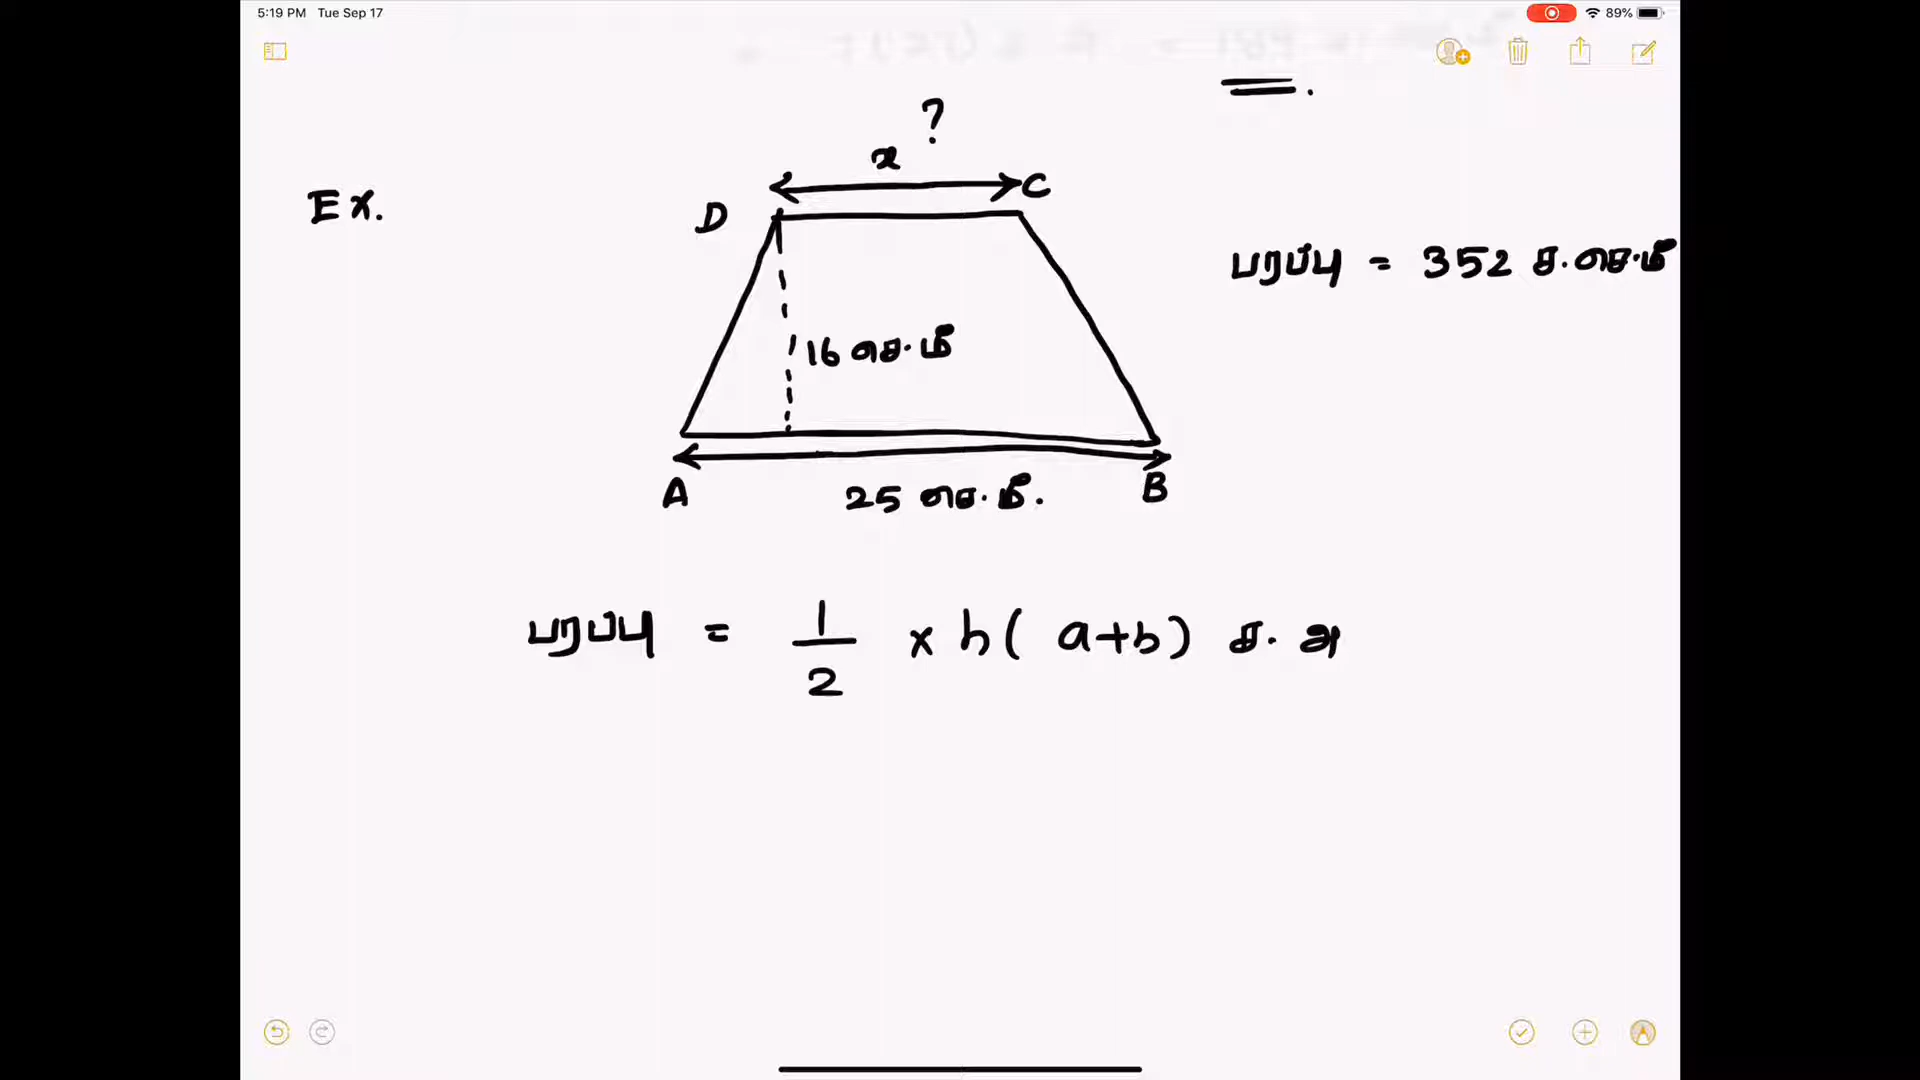 5:19 PM Tue Sep 17
89%
?
x
Ex.
D
C
பரப்பு = 352 ச.செ.மீ
16 செ.மீ
A
25 செ.மீ.
B
பரப்பு = 1/2 × h( a+b) ச. அ